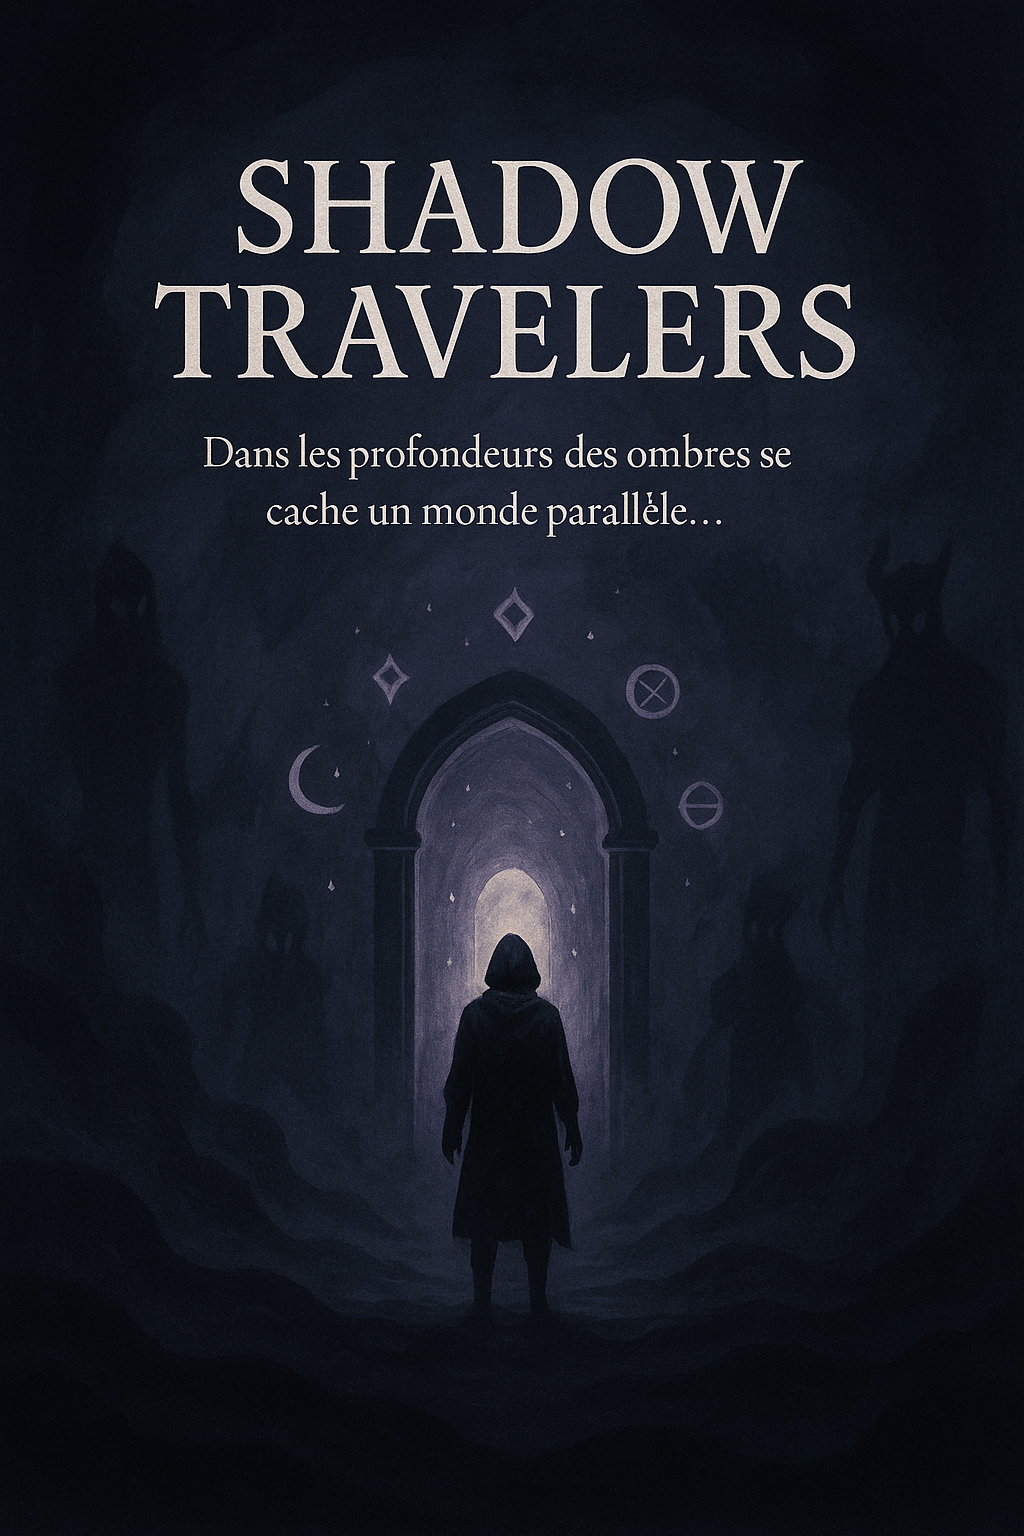 SHADOW
TRAVELERS
Dans les profondeurs des ombres se
cache un monde parallèle…